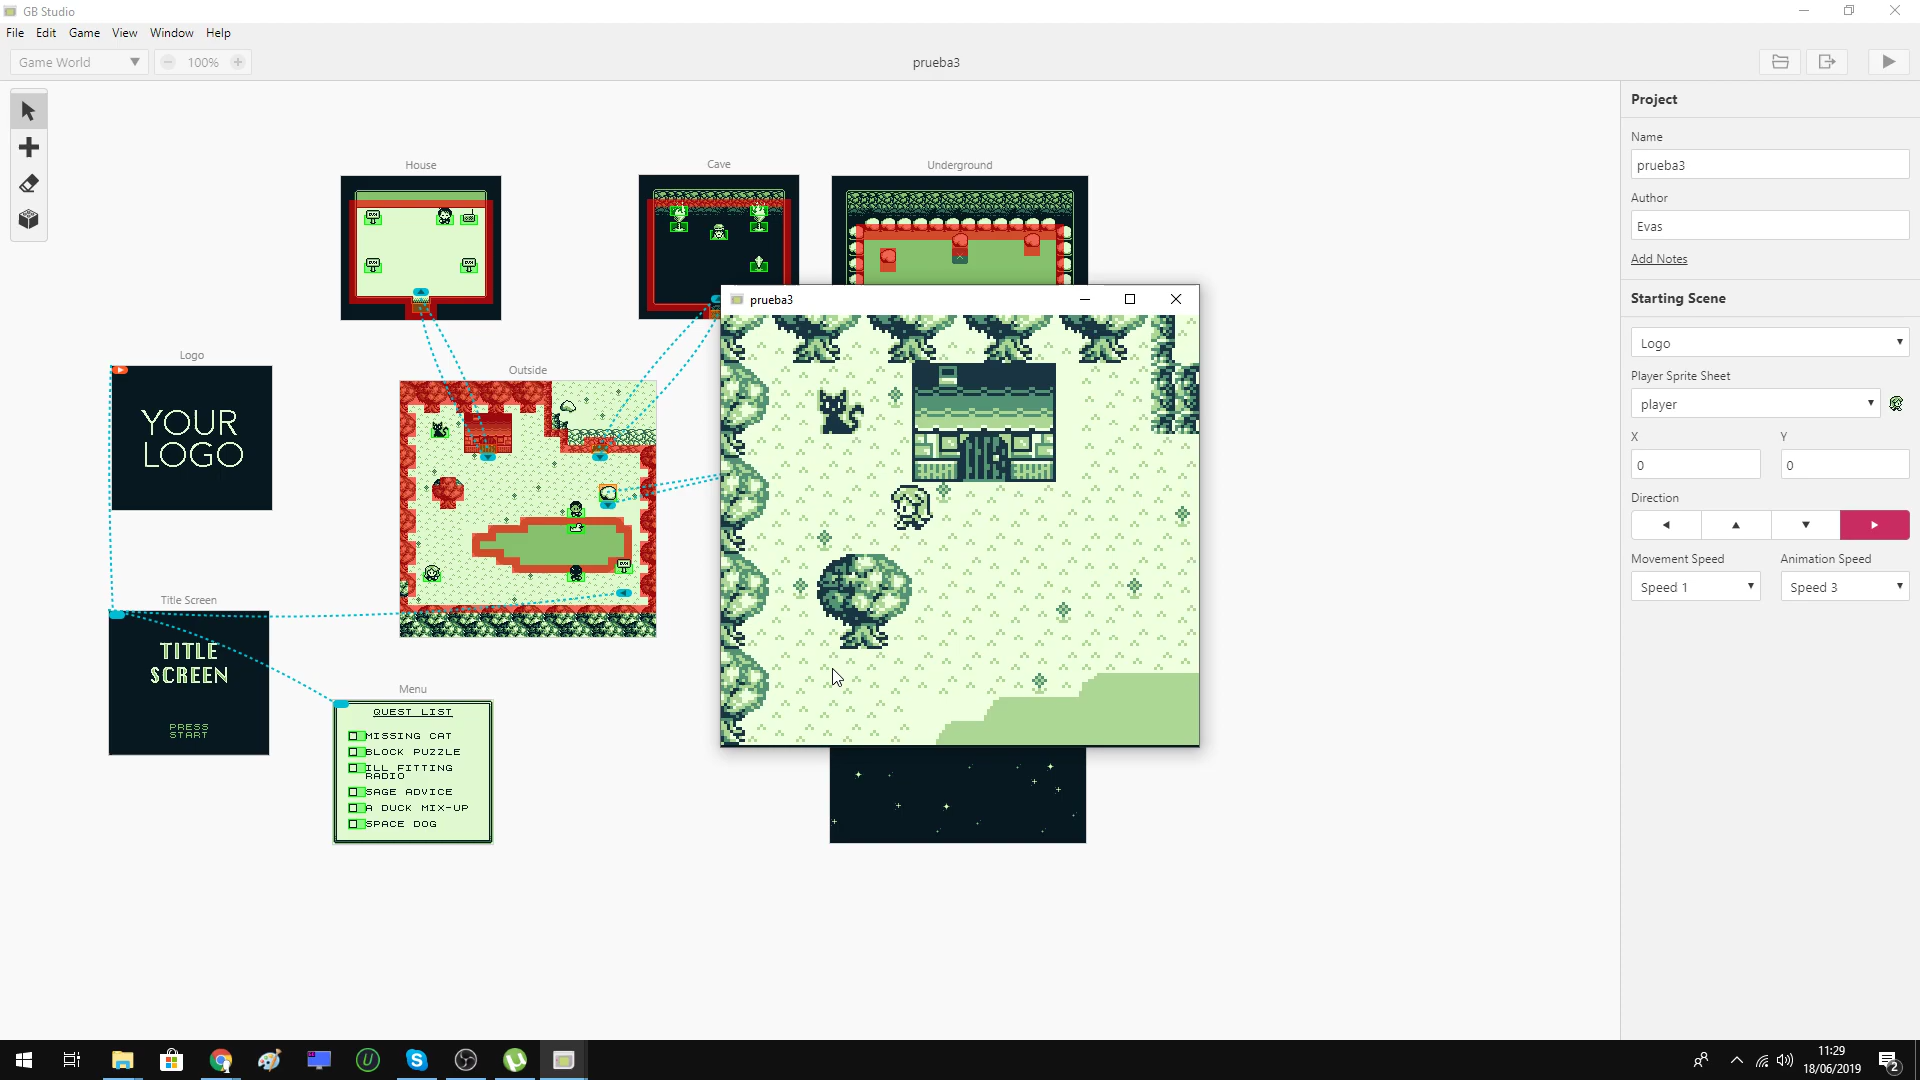 GB Studio
File Edit Game View Window Help
Game World
100%
prueba3
Project
Name
prueba3
Author
Evas
Add Notes
Starting Scene
Logo
Player Sprite Sheet
player
X Y
0 0
Direction
Movement Speed Animation Speed
Speed 1 Speed 3
House
Cave
Underground
prueba3
Logo
YOUR
LOGO
Outside
Title Screen
TITLE
SCREEN
PRESS
START
Menu
QUEST LIST
MISSING CAT
BLOCK PUZZLE
ILL FITTING
RADIO
SAGE ADVICE
A DUCK MIX-UP
SPACE DOG
11:29
18/06/2019
2